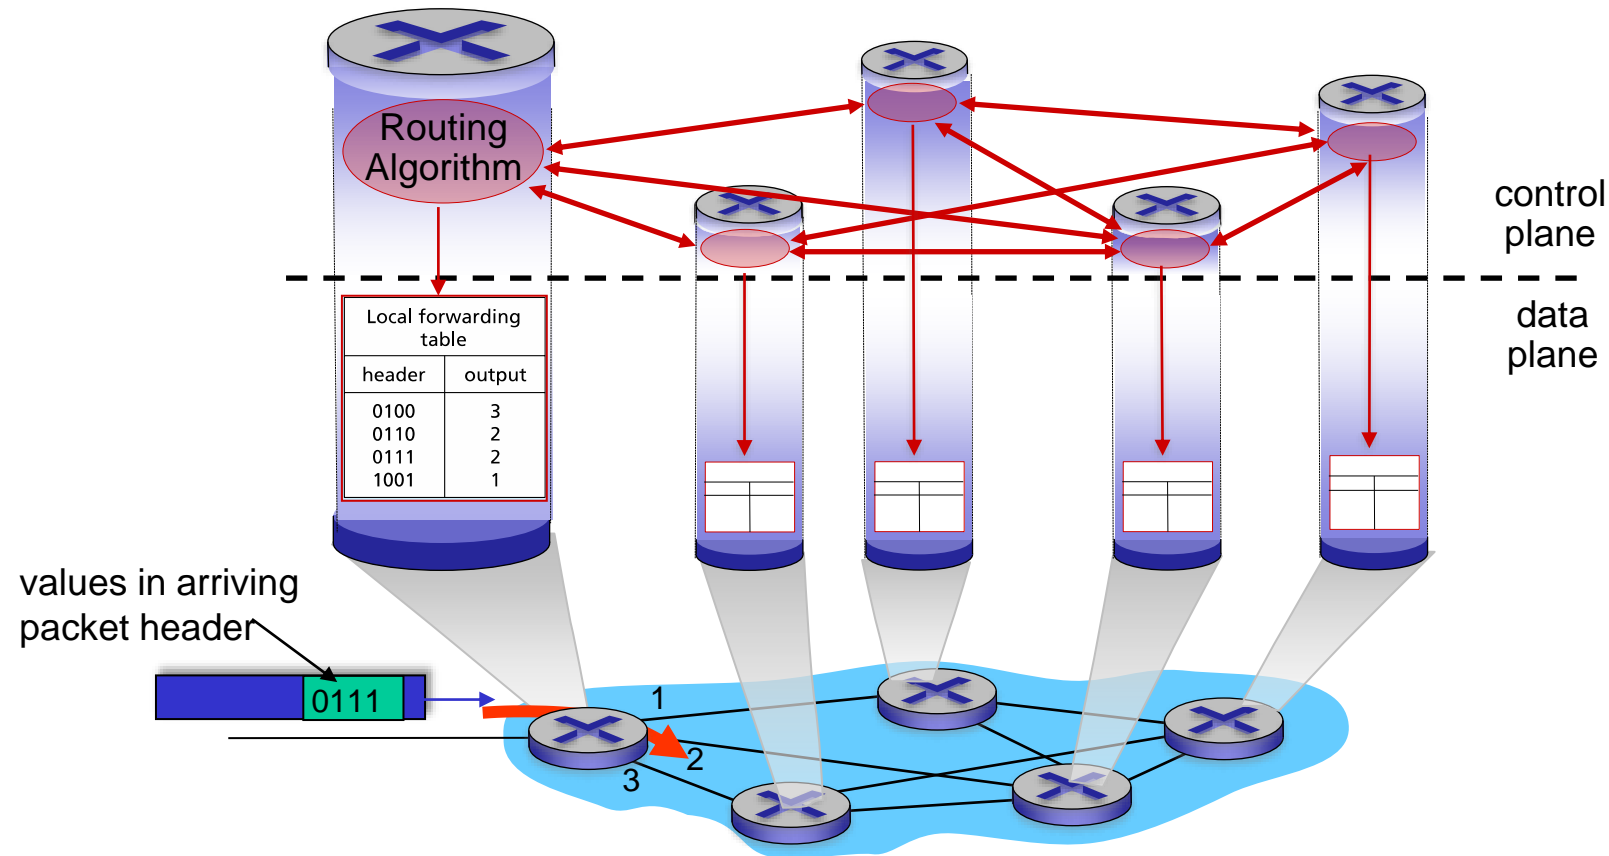 Routing
Algorithm
control
plane
data
plane
Local forwarding
table
header output
0100 3
0110 2
0111 2
1001 1
values in arriving
packet header
0111
1
2
3